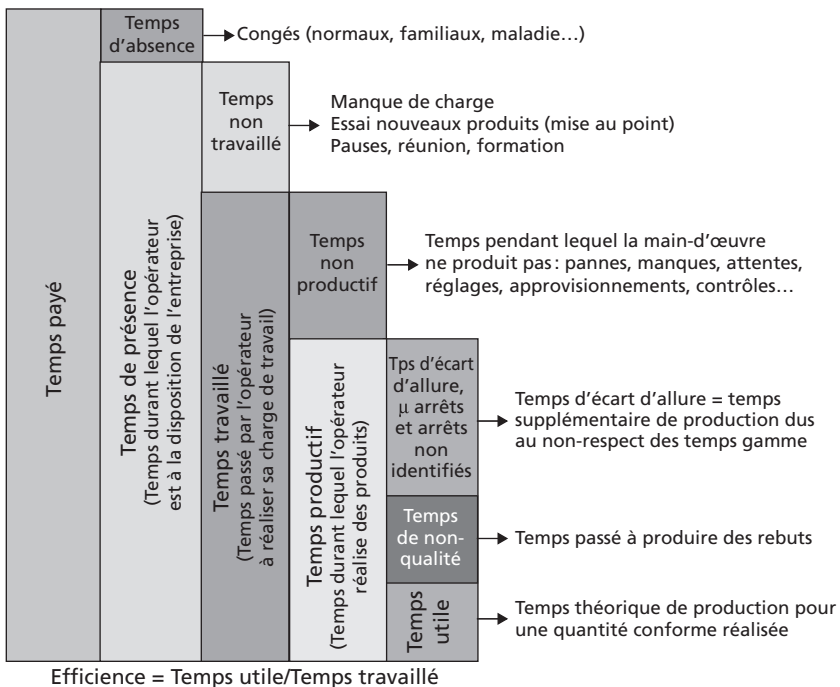 Temps
d'absence
Congés (normaux, familiaux, maladie…)
Temps
non
travaillé
Manque de charge
Essai nouveaux produits (mise au point)
Pauses, réunion, formation
Temps payé
Temps de présence
(Temps durant lequel l'opérateur
est à la disposition de l'entreprise)
Temps travaillé
(Temps passé par l'opérateur
à réaliser sa charge de travail)
Temps
non
productif
Temps pendant lequel la main-d'œuvre
ne produit pas : pannes, manques, attentes,
réglages, approvisionnements, contrôles…
Temps productif
(Temps durant lequel l'opérateur
réalise des produits)
Tps d'écart
d'allure,
μ arrêts
et arrêts
non
identifiés
Temps d'écart d'allure = temps
supplémentaire de production dus
au non-respect des temps gamme
Temps
de non-
qualité
Temps passé à produire des rebuts
Temps
utile
Temps théorique de production pour
une quantité conforme réalisée
Efficience = Temps utile/Temps travaillé